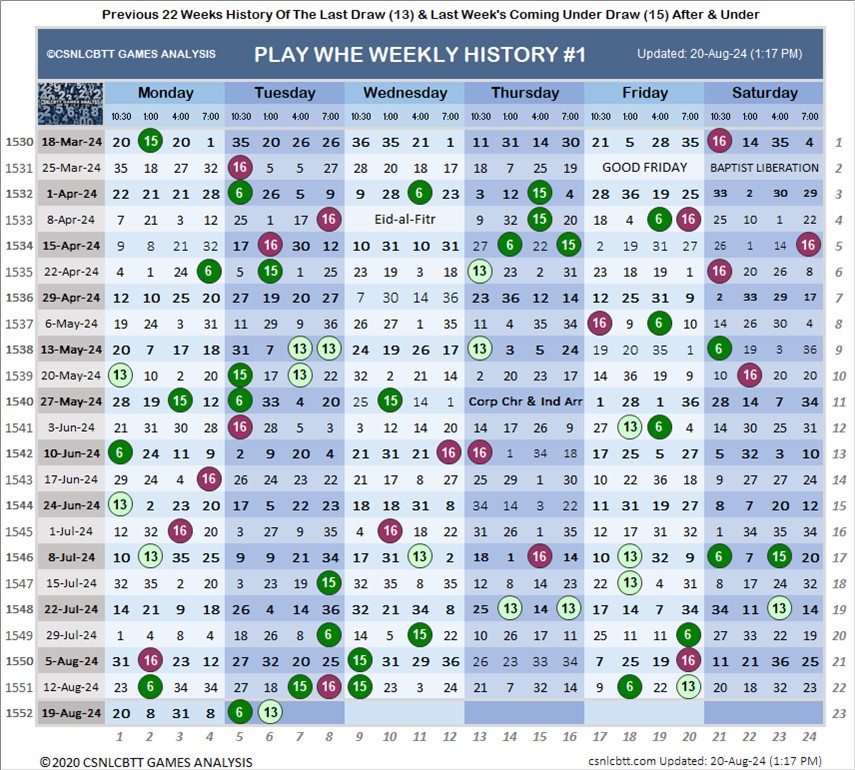 Previous 22 Weeks History Of The Last Draw (13) & Last Week's Coming Under Draw (15) After & Under
©CSNLCBTT GAMES ANALYSIS PLAY WHE WEEKLY HISTORY #1 Updated: 20-Aug-24 (1:17 PM)
Monday Tuesday Wednesday Thursday Friday Saturday
10:30 1:00 4:00 7:00 10:30 1:00 4:00 7:00 10:30 1:00 4:00 7:00 10:30 1:00 4:00 7:00 10:30 1:00 4:00 7:00 10:30 1:00 4:00 7:00
1530 18-Mar-24 20 15 20 1 35 20 26 26 36 35 21 1 11 31 14 30 21 5 28 35 16 14 35 4 1
1531 25-Mar-24 35 18 27 32 16 5 5 27 28 20 18 17 18 7 25 19 GOOD FRIDAY BAPTIST LIBERATION 2
1532 1-Apr-24 22 21 21 28 6 26 5 9 9 28 6 23 3 12 15 4 28 36 19 25 33 2 30 29 3
1533 8-Apr-24 7 21 3 12 25 1 17 16 Eid-al-Fitr 9 32 15 20 18 4 6 16 25 10 1 22 4
1534 15-Apr-24 9 8 21 32 17 16 30 12 10 31 10 31 27 6 22 15 2 19 31 27 26 1 14 16 5
1535 22-Apr-24 4 1 24 6 5 15 1 25 23 19 3 18 13 23 2 31 23 18 19 1 16 20 26 8 6
1536 29-Apr-24 12 10 25 20 27 19 20 27 7 30 14 36 23 36 12 14 12 25 31 9 2 33 29 17 7
1537 6-May-24 19 24 3 31 11 29 9 36 26 27 1 35 11 4 35 34 16 9 6 10 14 26 30 4 8
1538 13-May-24 20 7 17 18 31 7 13 13 24 19 26 17 13 3 5 24 19 20 35 1 6 19 3 36 9
1539 20-May-24 13 10 2 20 15 17 13 22 32 2 21 14 2 20 23 17 14 36 19 9 10 16 20 20 10
1540 27-May-24 28 19 15 12 6 33 4 20 25 15 14 1 Corp Chr & Ind Arr 1 28 1 36 28 14 7 34 11
1541 3-Jun-24 21 31 30 28 16 28 5 3 3 12 14 20 14 17 26 9 27 13 6 4 14 30 25 31 12
1542 10-Jun-24 6 24 11 9 2 9 20 4 31 21 20 16 16 1 34 18 17 25 5 27 5 32 3 10 13
1543 17-Jun-24 29 24 4 16 26 24 23 22 21 17 8 27 25 29 1 30 10 22 36 18 9 27 27 24 14
1544 24-Jun-24 13 2 23 20 17 5 22 23 18 18 31 8 34 14 3 22 11 31 19 27 8 7 20 12 15
1545 1-Jul-24 12 32 16 20 3 27 9 35 4 16 18 22 31 26 1 35 12 17 31 32 1 34 35 34 16
1546 8-Jul-24 10 13 35 25 9 9 21 34 17 31 11 2 18 1 16 14 10 13 32 9 6 7 23 20 17
1547 15-Jul-24 32 35 2 20 3 23 19 15 32 35 8 35 12 8 14 23 22 13 4 31 8 17 24 32 18
1548 22-Jul-24 14 21 9 18 26 4 14 36 19 21 34 8 25 13 14 13 17 14 7 34 34 11 13 14 19
1549 29-Jul-24 1 4 8 4 18 26 8 6 14 5 11 22 10 26 11 17 25 11 11 6 27 33 22 19 20
1550 5-Aug-24 31 16 23 12 27 32 20 25 15 31 29 36 26 23 33 34 7 25 19 16 11 21 36 25 21
1551 12-Aug-24 23 6 34 34 27 18 15 16 15 23 3 24 21 7 14 32 9 6 22 13 20 18 32 23 22
1552 19-Aug-24 20 8 31 8 6 13 23
1 2 3 4 5 6 7 8 9 10 11 12 13 14 15 16 17 18 19 20 21 22 23 24
©2020 CSNLCBTT GAMES ANALYSIS csnlcbtt.com Updated: 20-Aug-24 (1:17 PM)